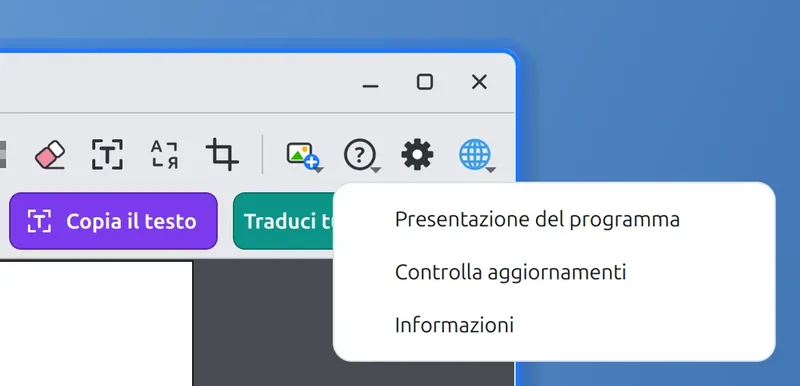 Copia il testo
Traduci
Presentazione del programma
Controlla aggiornamenti
Informazioni